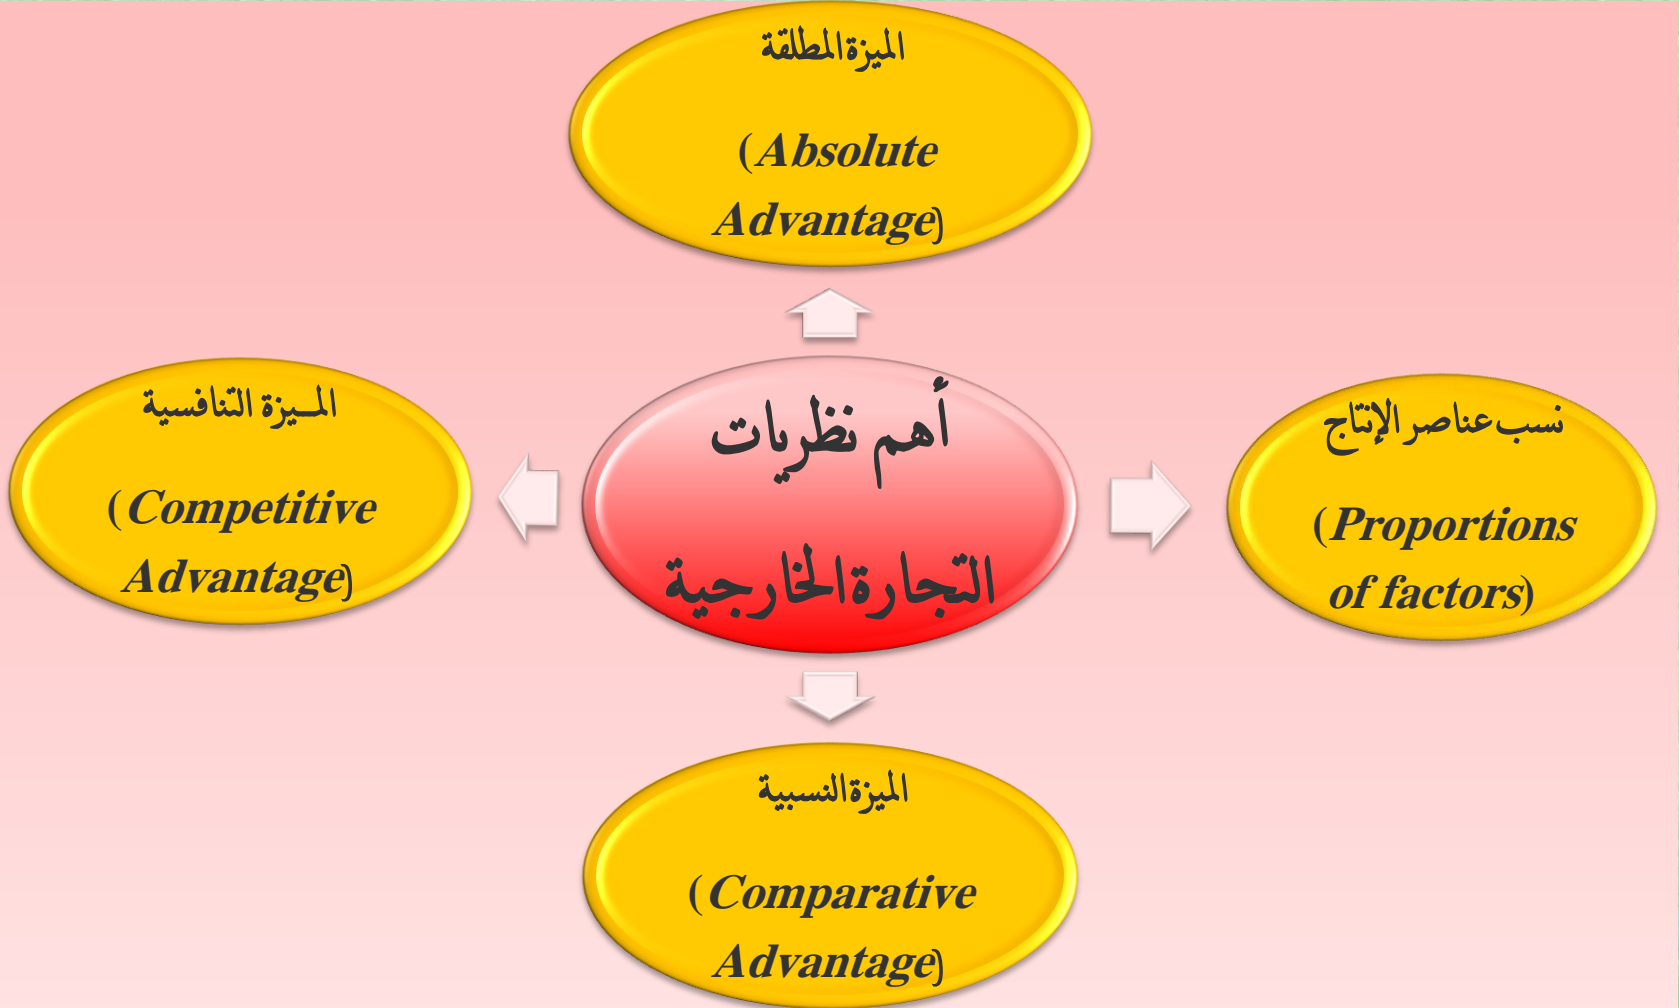 الميزة المطلقة
(Absolute
Advantage)
أهم نظريات
التجارة الخارجية
نسب عناصر الإنتاج
(Proportions
of factors)
الميزة النسبية
(Comparative
Advantage)
المـيزة التنافسية
(Competitive
Advantage)